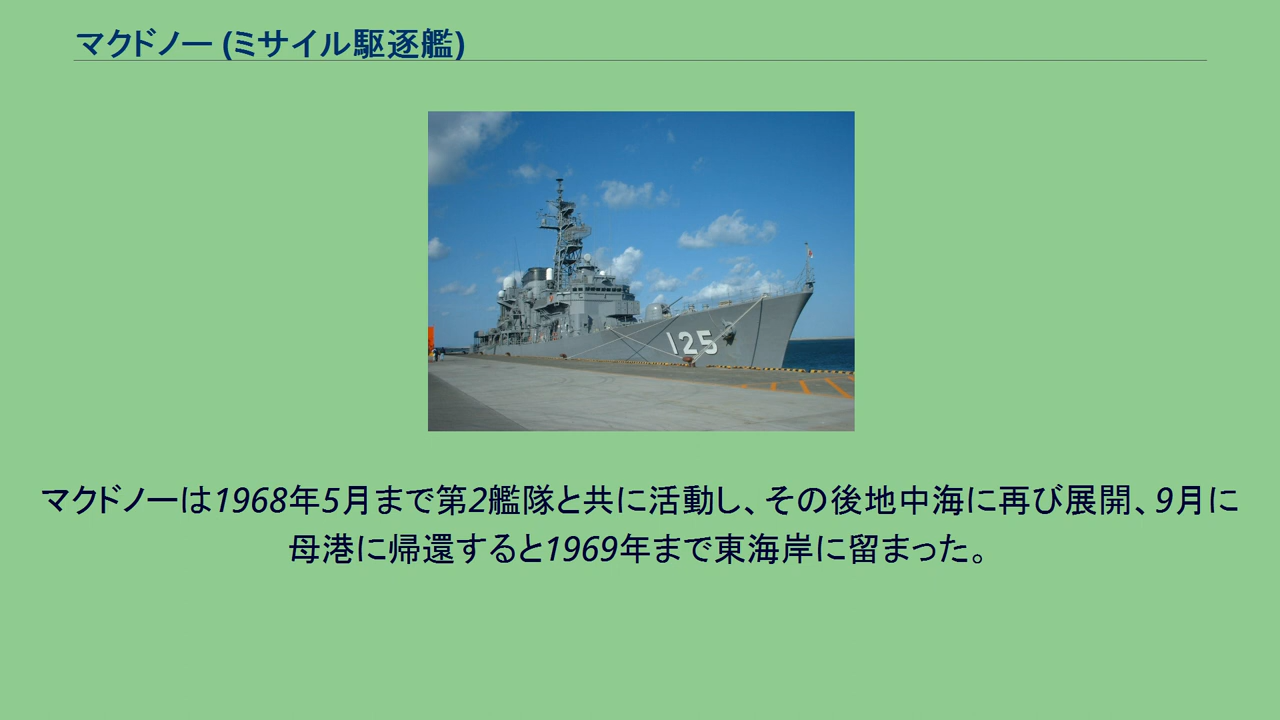 マクドノー (ミサイル駆逐艦)
125
マクドノーは1968年5月まで第2艦隊と共に活動し、その後地中海に再び展開、9月に
母港に帰還すると1969年まで東海岸に留まった。